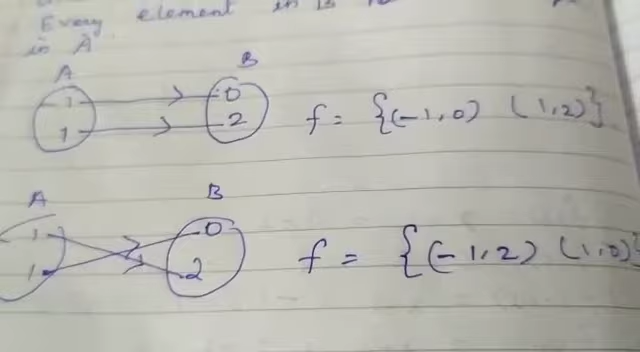 Every element in B
in A
A B
-1 0
1 2
f = {(-1,0) (1,2)}
A B
-1 0
1 2
f = {(-1,2) (1,0)}